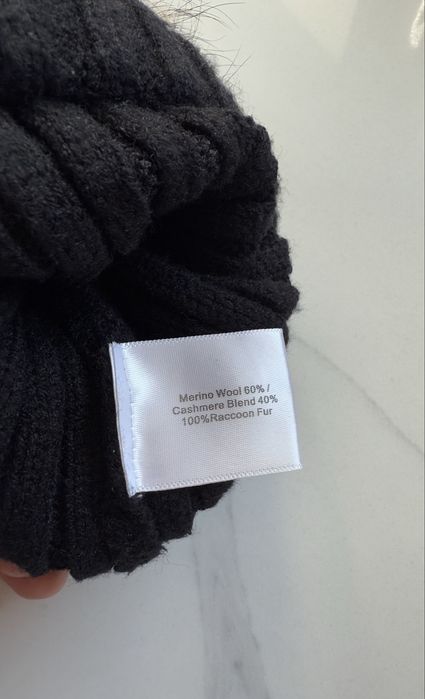 Merino Wool 60% /
Cashmere Blend 40%
100%Raccoon Fur